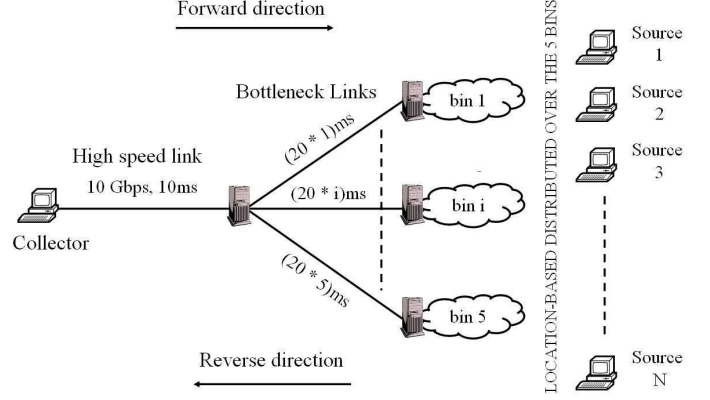 Forward direction
Bottleneck Links
High speed link
10 Gbps, 10ms
Collector
(20 * 1)ms
(20 * i)ms
(20 * 5)ms
bin 1
bin i
bin 5
Reverse direction
LOCATION-BASED DISTRIBUTED OVER THE 5 BINS
Source
1
Source
2
Source
3
Source
N